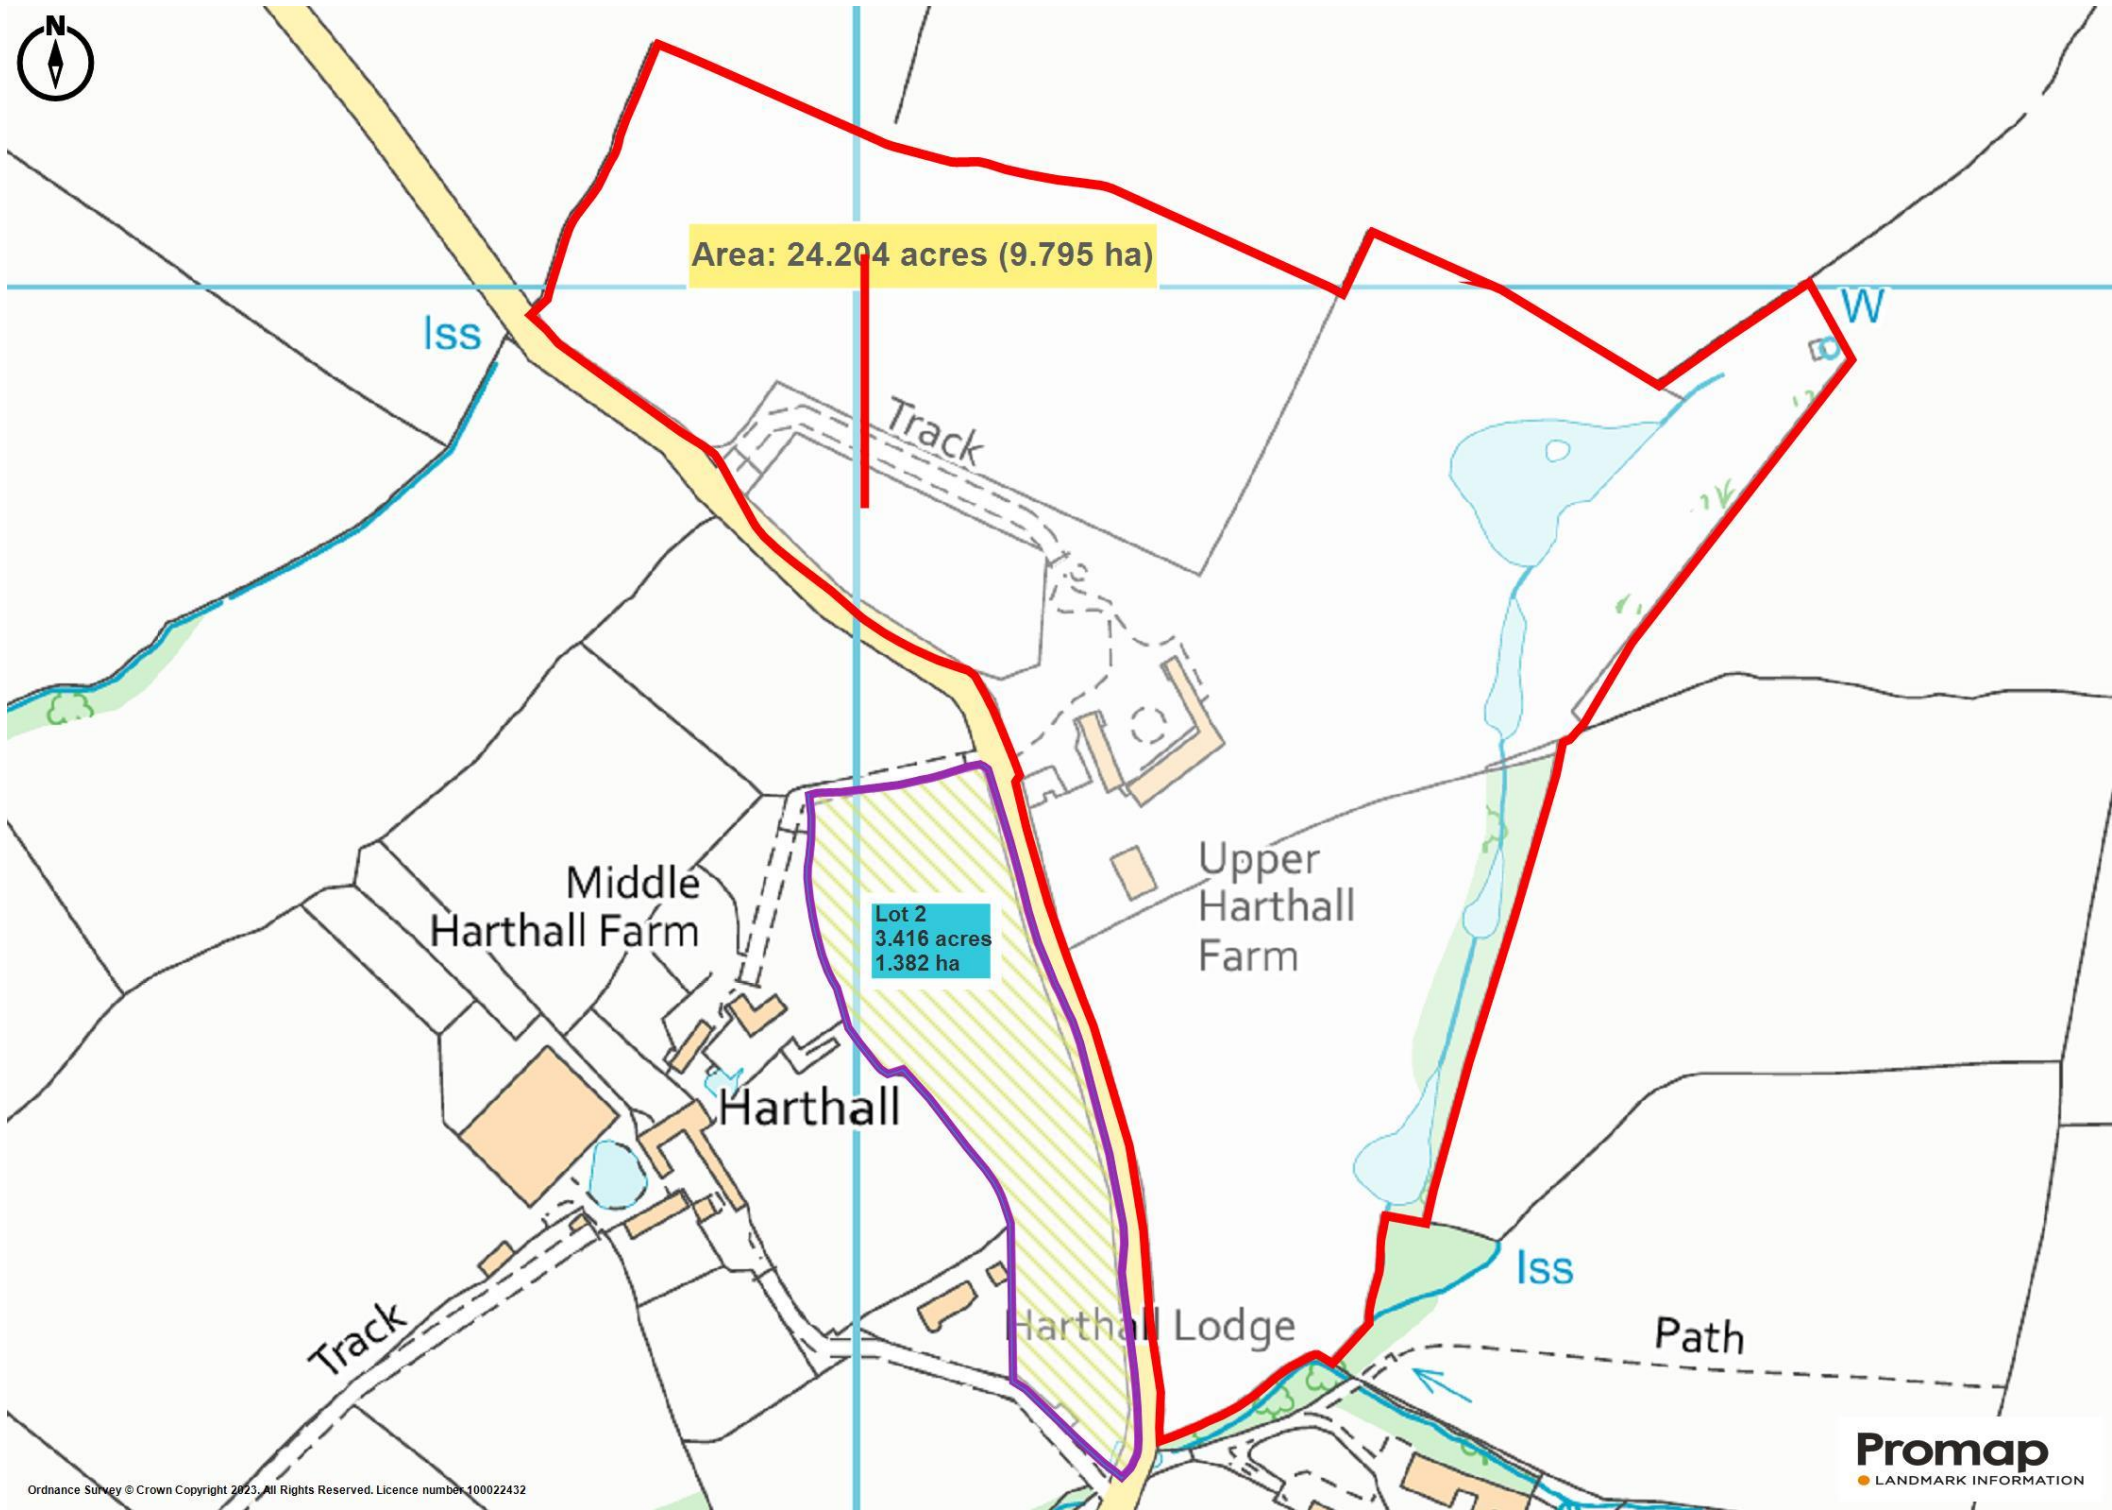 N
Area: 24.204 acres (9.795 ha)
Iss
W
Track
Middle
Harthall Farm
Lot 2
3.416 acres
1.382 ha
Upper
Harthall
Farm
Harthall
Iss
Harthall Lodge
Track
Path
Promap
LANDMARK INFORMATION
Ordnance Survey © Crown Copyright 2023. All Rights Reserved. Licence number 100022432